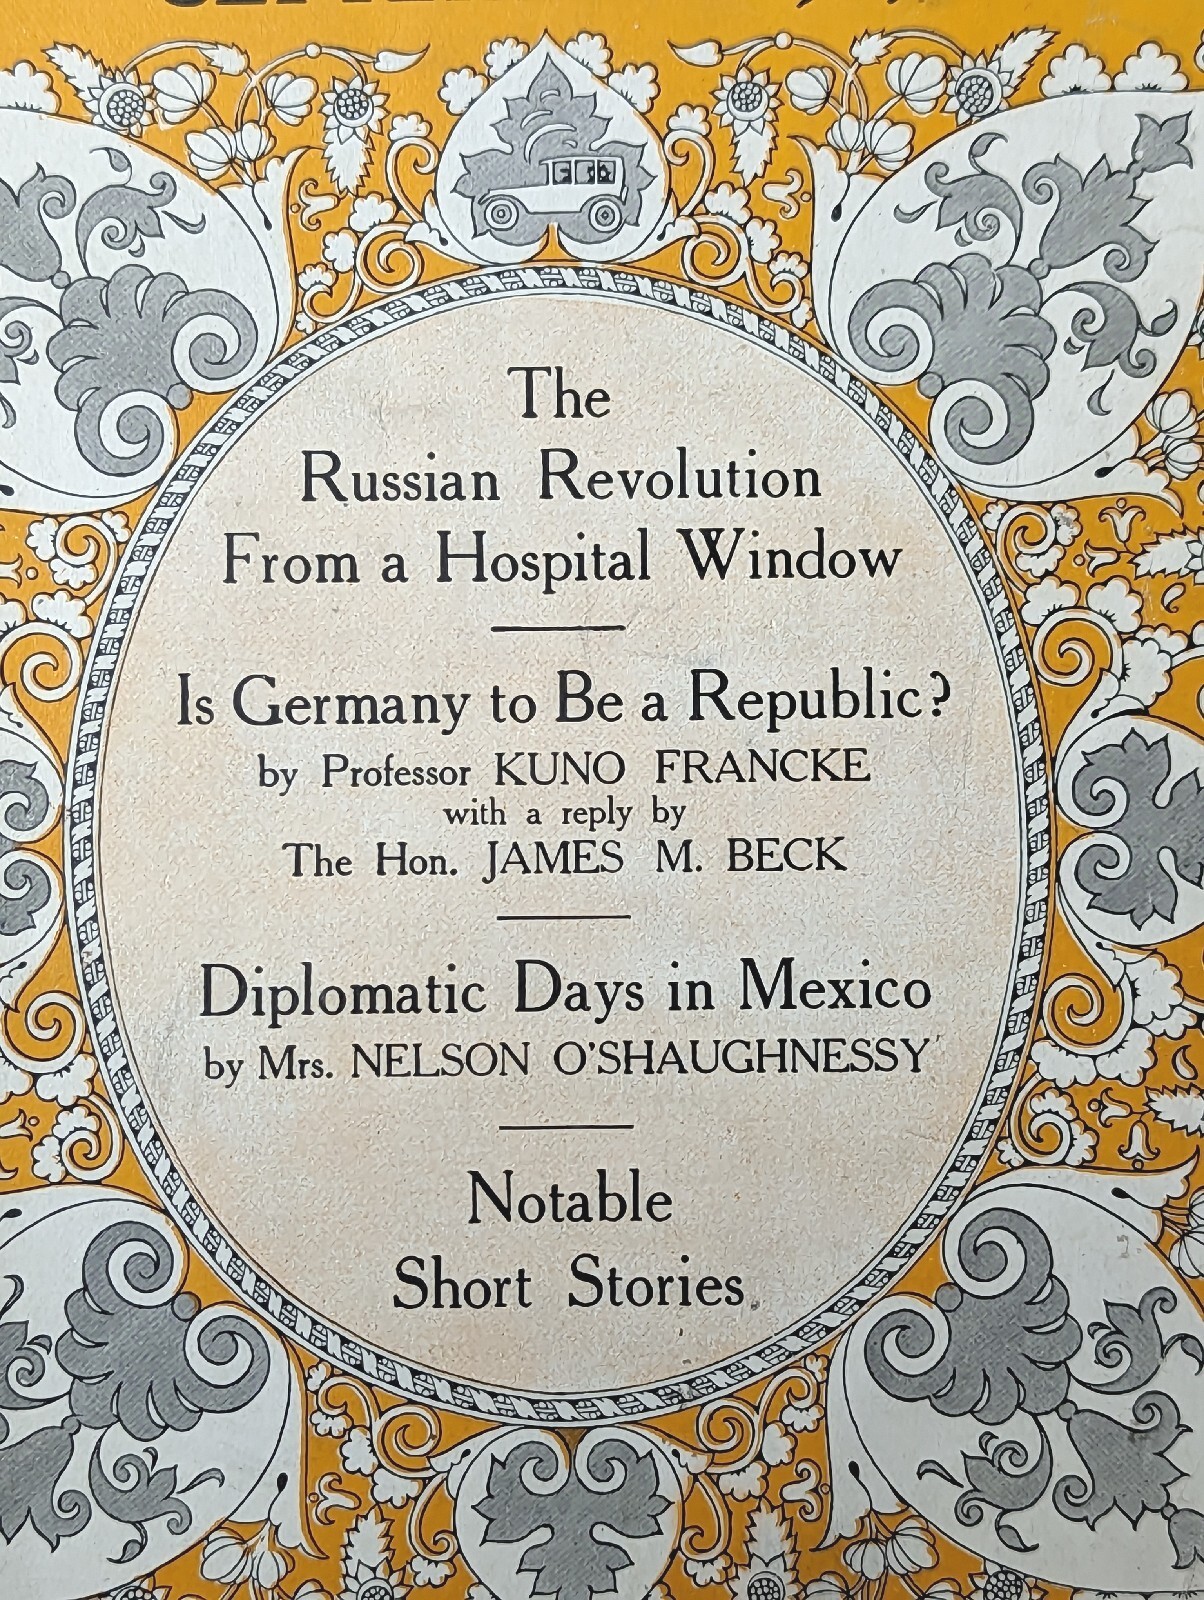 The
Russian Revolution
From a Hospital Window
Is Germany to Be a Republic?
by Professor KUNO FRANCKE
with a reply by
The Hon. JAMES M. BECK
Diplomatic Days in Mexico
by Mrs. NELSON O'SHAUGHNESSY
Notable
Short Stories